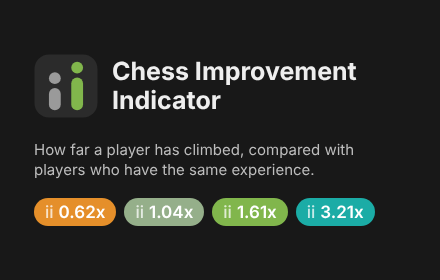 Chess Improvement
Indicator
How far a player has climbed, compared with
players who have the same experience.
ii 0.62x ii 1.04x ii 1.61x ii 3.21x